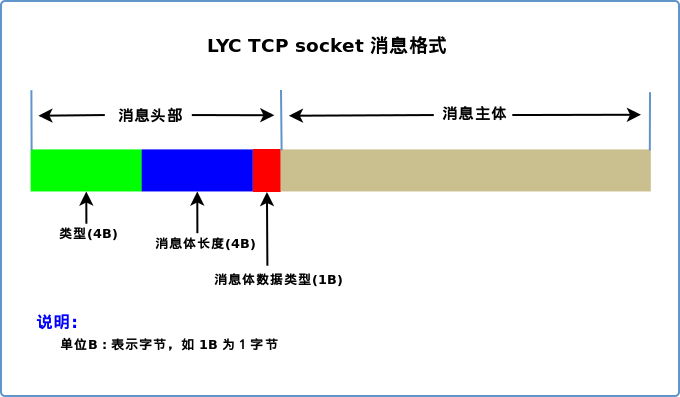 LYC TCP socket 消息格式
消息头部
消息主体
类型(4B)
消息体长度(4B)
消息体数据类型(1B)
说明:
单位B：表示字节，如 1B 为 1 字节